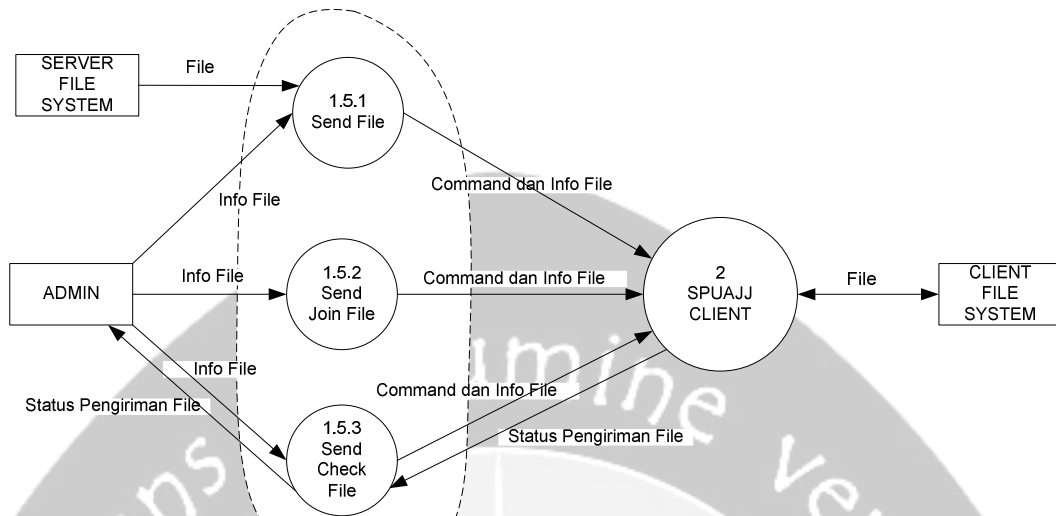 SERVER
FILE
SYSTEM
File
1.5.1
Send File
Command dan Info File
Info File
ADMIN
Info File
1.5.2
Send
Join File
Command dan Info File
2
SPUAJJ
CLIENT
File
CLIENT
FILE
SYSTEM
Info File
Status Pengiriman File
Command dan Info File
Status Pengiriman File
1.5.3
Send
Check
File